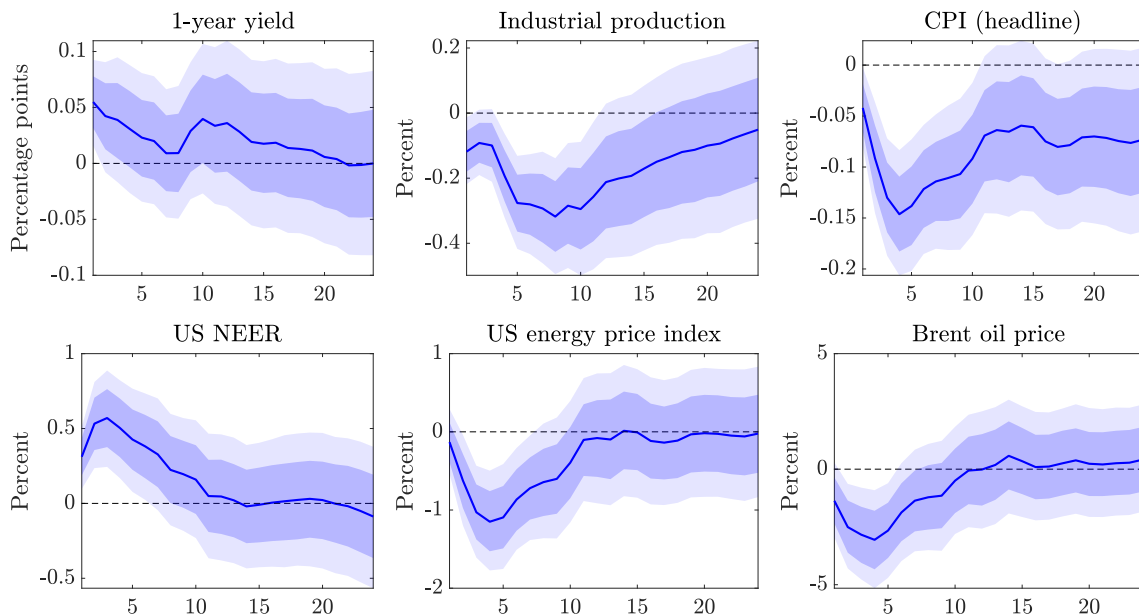 1-year yield
Industrial production
CPI (headline)
Percentage points
0.1
0.05
0
-0.05
-0.1
5 10 15 20
Percent
0.2
0
-0.2
-0.4
5 10 15 20
Percent
0
-0.05
-0.1
-0.15
-0.2
5 10 15 20
US NEER
US energy price index
Brent oil price
Percent
1
0.5
0
-0.5
5 10 15 20
Percent
1
0
-1
-2
5 10 15 20
Percent
5
0
-5
5 10 15 20